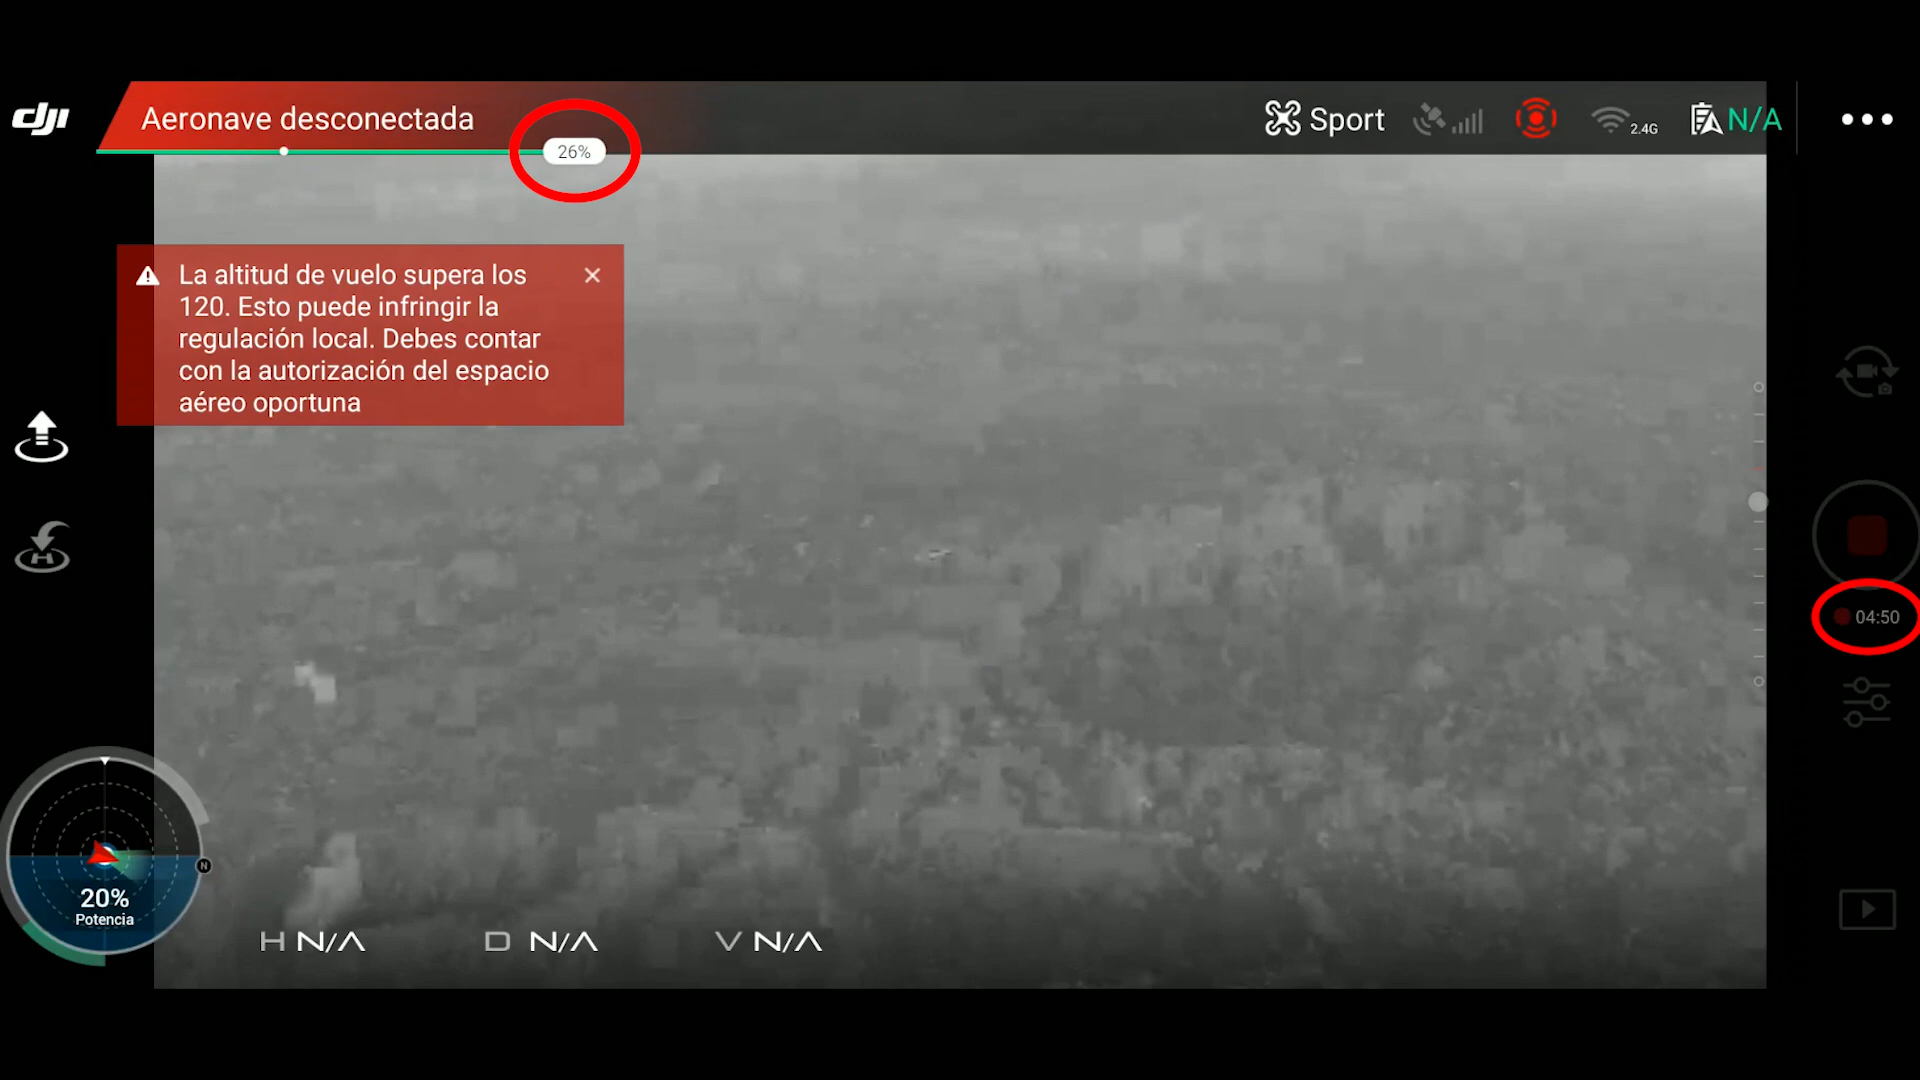 dji
Aeronave desconectada
26%
Sport
2.4G
N/A
La altitud de vuelo supera los
120. Esto puede infringir la
regulación local. Debes contar
con la autorización del espacio
aéreo oportuna
04:50
N
20%
Potencia
H N/A
D N/A
V N/A
H